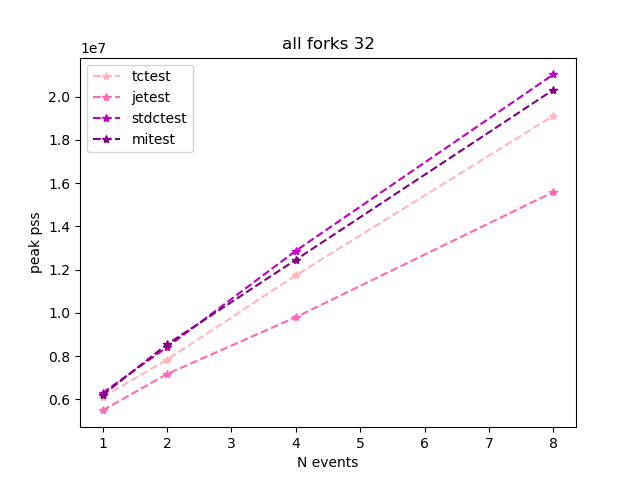 all forks 32
1e7
tctest
jetest
stdctest
mitest
2.0
1.8
1.6
1.4
1.2
1.0
0.8
0.6
peak pss
1 2 3 4 5 6 7 8
N events